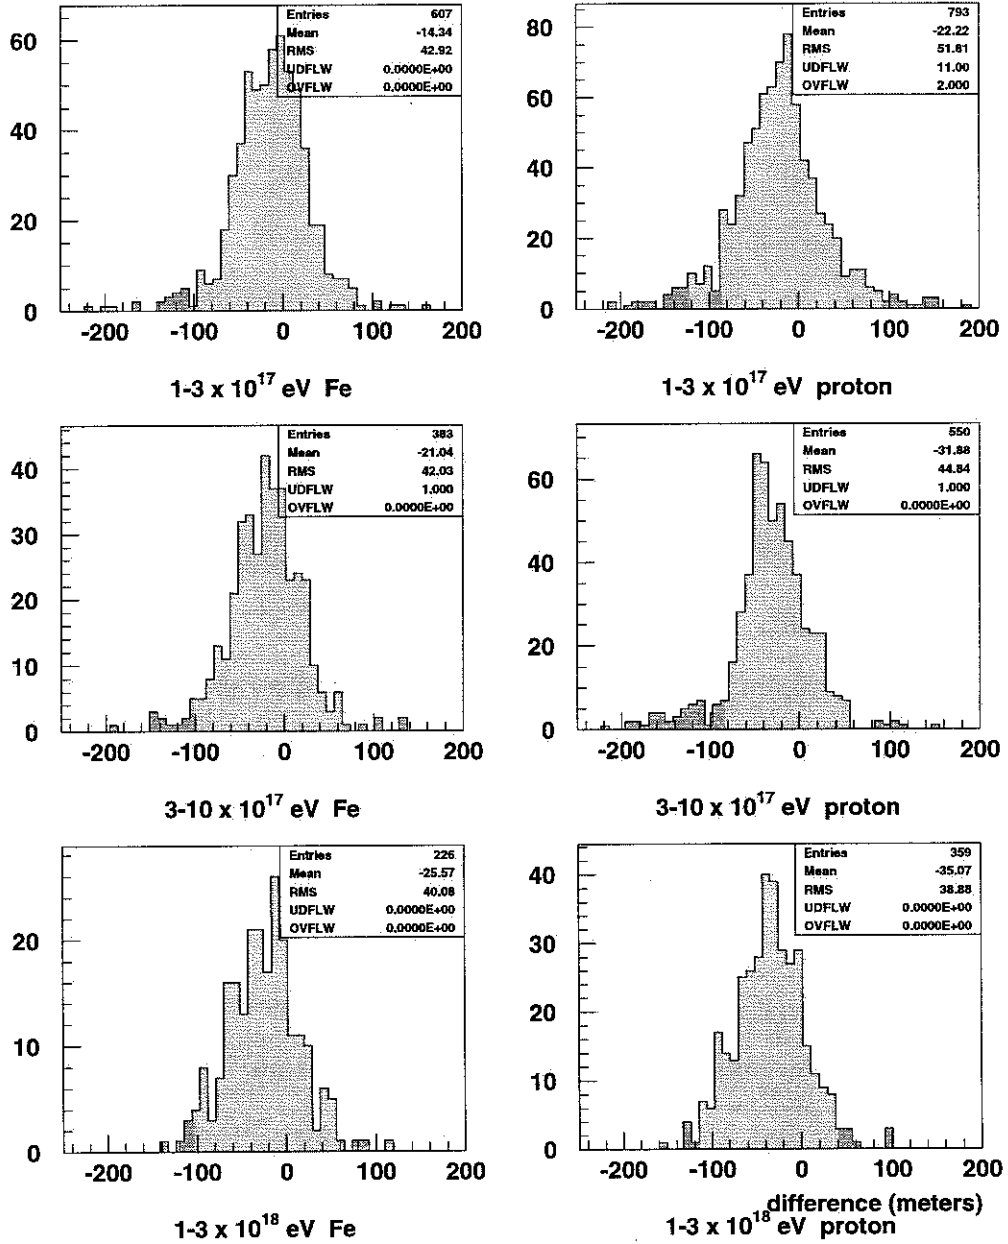 Entries 607
Mean -14.34
RMS 42.92
UDFLW 0.0000E+00
OVFLW 0.0000E+00
60
40
20
0
-200 -100 0 100 200
1-3 x 10^17 eV Fe
Entries 793
Mean -22.22
RMS 51.81
UDFLW 11.00
OVFLW 2.000
80
60
40
20
0
-200 -100 0 100 200
1-3 x 10^17 eV proton
Entries 383
Mean -21.04
RMS 42.03
UDFLW 1.000
OVFLW 0.0000E+00
40
30
20
10
0
-200 -100 0 100 200
3-10 x 10^17 eV Fe
Entries 550
Mean -31.88
RMS 44.84
UDFLW 1.000
OVFLW 0.0000E+00
60
40
20
0
-200 -100 0 100 200
3-10 x 10^17 eV proton
Entries 226
Mean -25.57
RMS 40.08
UDFLW 0.0000E+00
OVFLW 0.0000E+00
20
10
0
-200 -100 0 100 200
1-3 x 10^18 eV Fe
Entries 359
Mean -35.07
RMS 38.88
UDFLW 0.0000E+00
OVFLW 0.0000E+00
40
30
20
10
0
-200 -100 0 100 200
difference (meters)
1-3 x 10^18 eV proton